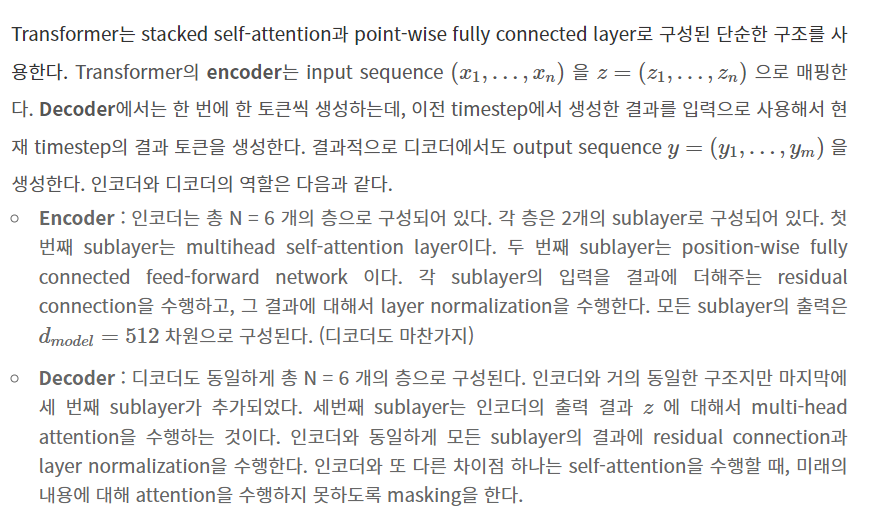 Transformer는 stacked self-attention과 point-wise fully connected layer로 구성된 단순한 구조를 사
용한다. Transformer의 encoder는 input sequence (x₁, . . . , xₙ) 을 z = (z₁, . . . , zₙ) 으로 매핑한
다. Decoder에서는 한 번에 한 토큰씩 생성하는데, 이전 timestep에서 생성한 결과를 입력으로 사용해서 현
재 timestep의 결과 토큰을 생성한다. 결과적으로 디코더에서도 output sequence y = (y₁, . . . , yₘ) 을
생성한다. 인코더와 디코더의 역할은 다음과 같다.
○ Encoder : 인코더는 총 N = 6 개의 층으로 구성되어 있다. 각 층은 2개의 sublayer로 구성되어 있다. 첫
번째 sublayer는 multihead self-attention layer이다. 두 번째 sublayer는 position-wise fully
connected feed-forward network 이다. 각 sublayer의 입력을 결과에 더해주는 residual
connection을 수행하고, 그 결과에 대해서 layer normalization을 수행한다. 모든 sublayer의 출력은
d_model = 512 차원으로 구성된다. (디코더도 마찬가지)
○ Decoder : 디코더도 동일하게 총 N = 6 개의 층으로 구성된다. 인코더와 거의 동일한 구조지만 마지막에
세 번째 sublayer가 추가되었다. 세번째 sublayer는 인코더의 출력 결과 z 에 대해서 multi-head
attention을 수행하는 것이다. 인코더와 동일하게 모든 sublayer의 결과에 residual connection과
layer normalization을 수행한다. 인코더와 또 다른 차이점 하나는 self-attention을 수행할 때, 미래의
내용에 대해 attention을 수행하지 못하도록 masking을 한다.